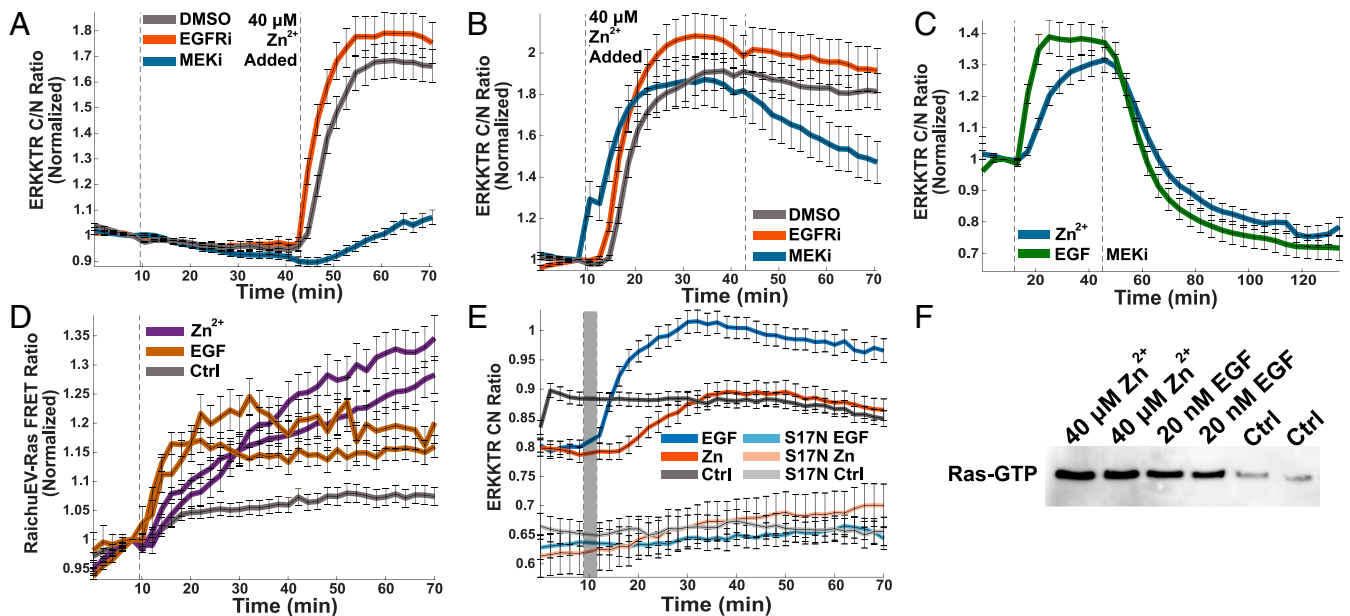 A
DMSO
EGFRi
MEKi
40 µM
Zn2+
Added
ERKKTR C/N Ratio
(Normalized)
1.8
1.7
1.6
1.5
1.4
1.3
1.2
1.1
1
0.9
10 20 30 40 50 60 70
Time (min)
B
40 µM
Zn2+
Added
DMSO
EGFRi
MEKi
ERKKTR C/N Ratio
(Normalized)
2
1.8
1.6
1.4
1.2
1
10 20 30 40 50 60 70
Time (min)
C
Zn2+
EGF
MEKi
ERKKTR C/N Ratio
(Normalized)
1.4
1.3
1.2
1.1
1
0.9
0.8
0.7
20 40 60 80 100 120
Time (min)
D
Zn2+
EGF
Ctrl
RaichuEV-Ras FRET Ratio
(Normalized)
1.35
1.3
1.25
1.2
1.15
1.1
1.05
1
0.95
10 20 30 40 50 60 70
Time (min)
E
EGF
Zn
Ctrl
S17N EGF
S17N Zn
S17N Ctrl
ERKKTR CN Ratio
1
0.95
0.9
0.85
0.8
0.75
0.7
0.65
0.6
10 20 30 40 50 60 70
Time (min)
F
40 µM Zn2+
40 µM Zn2+
20 nM EGF
20 nM EGF
Ctrl
Ctrl
Ras-GTP